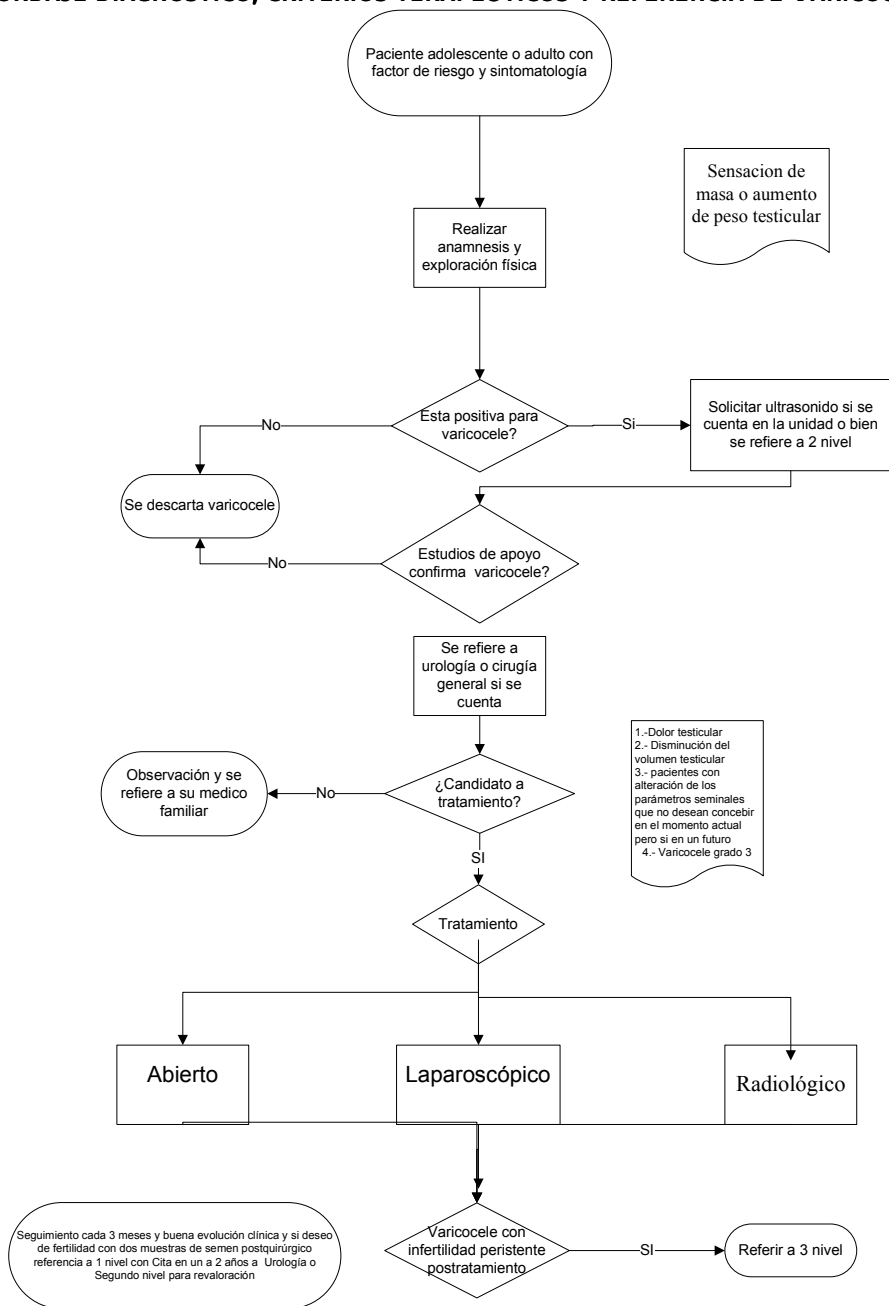 Paciente adolescente o adulto con
factor de riesgo y sintomatología
Sensacion de
masa o aumento
de peso testicular
Realizar
anamnesis y
exploración física
Esta positiva para
varicocele?
No
Si
Solicitar ultrasonido si se
cuenta en la unidad o bien
se refiere a 2 nivel
Se descarta varicocele
Estudios de apoyo
confirma varicocele?
No
Se refiere a
urología o cirugía
general si se
cuenta
1.-Dolor testicular
2.- Disminución del
volumen testicular
3.- pacientes con
alteración de los
parámetros seminales
que no desean concebir
en el momento actual
pero si en un futuro
4.- Varicocele grado 3
Observación y se
refiere a su medico
familiar
No
¿Candidato a
tratamiento?
SI
Tratamiento
Abierto
Laparoscópico
Radiológico
Seguimiento cada 3 meses y buena evolución clínica y si deseo
de fertilidad con dos muestras de semen postquirúrgico
referencia a 1 nivel con Cita en un a 2 años a Urología o
Segundo nivel para revaloración
Varicocele con
infertilidad peristente
postratamiento
SI
Referir a 3 nivel